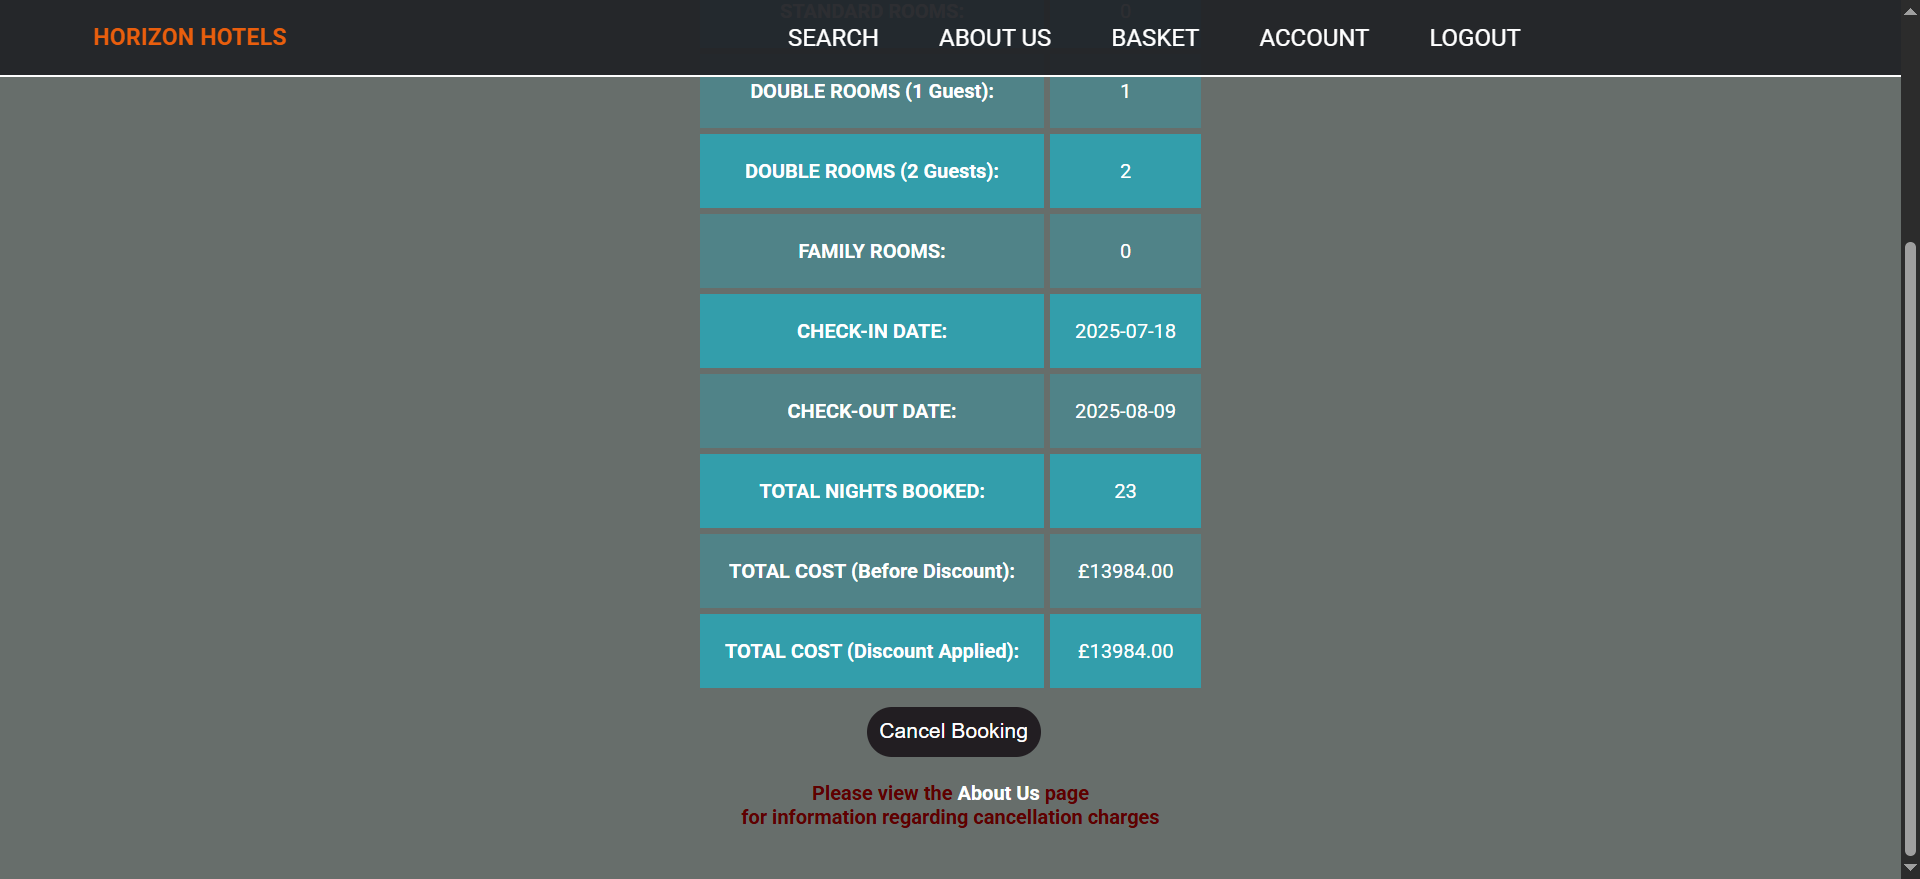 HORIZON HOTELS
SEARCH ABOUT US BASKET ACCOUNT LOGOUT
STANDARD ROOMS: 0
DOUBLE ROOMS (1 Guest): 1
DOUBLE ROOMS (2 Guests): 2
FAMILY ROOMS: 0
CHECK-IN DATE: 2025-07-18
CHECK-OUT DATE: 2025-08-09
TOTAL NIGHTS BOOKED: 23
TOTAL COST (Before Discount): £13984.00
TOTAL COST (Discount Applied): £13984.00
Cancel Booking
Please view the About Us page
for information regarding cancellation charges